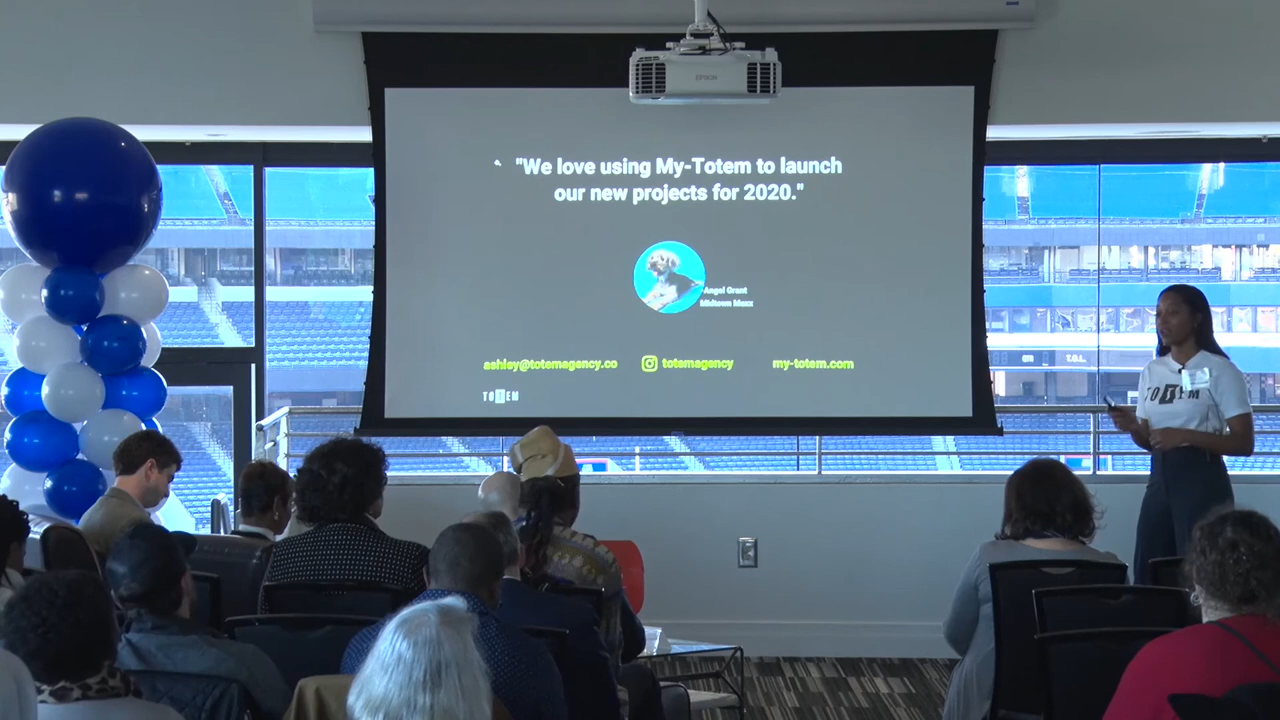 EPSON
"We love using My-Totem to launch
our new projects for 2020."
Angel Grant
Midtown Maxx
ashley@totemagency.co
totemagency
my-totem.com
TOTEM
TOTEM